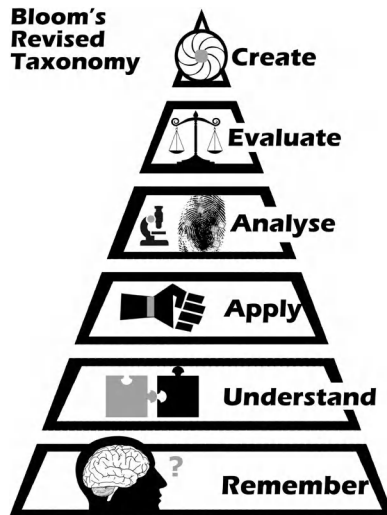 Bloom's
Revised
Taxonomy
Create
Evaluate
Analyse
Apply
Understand
?
Remember